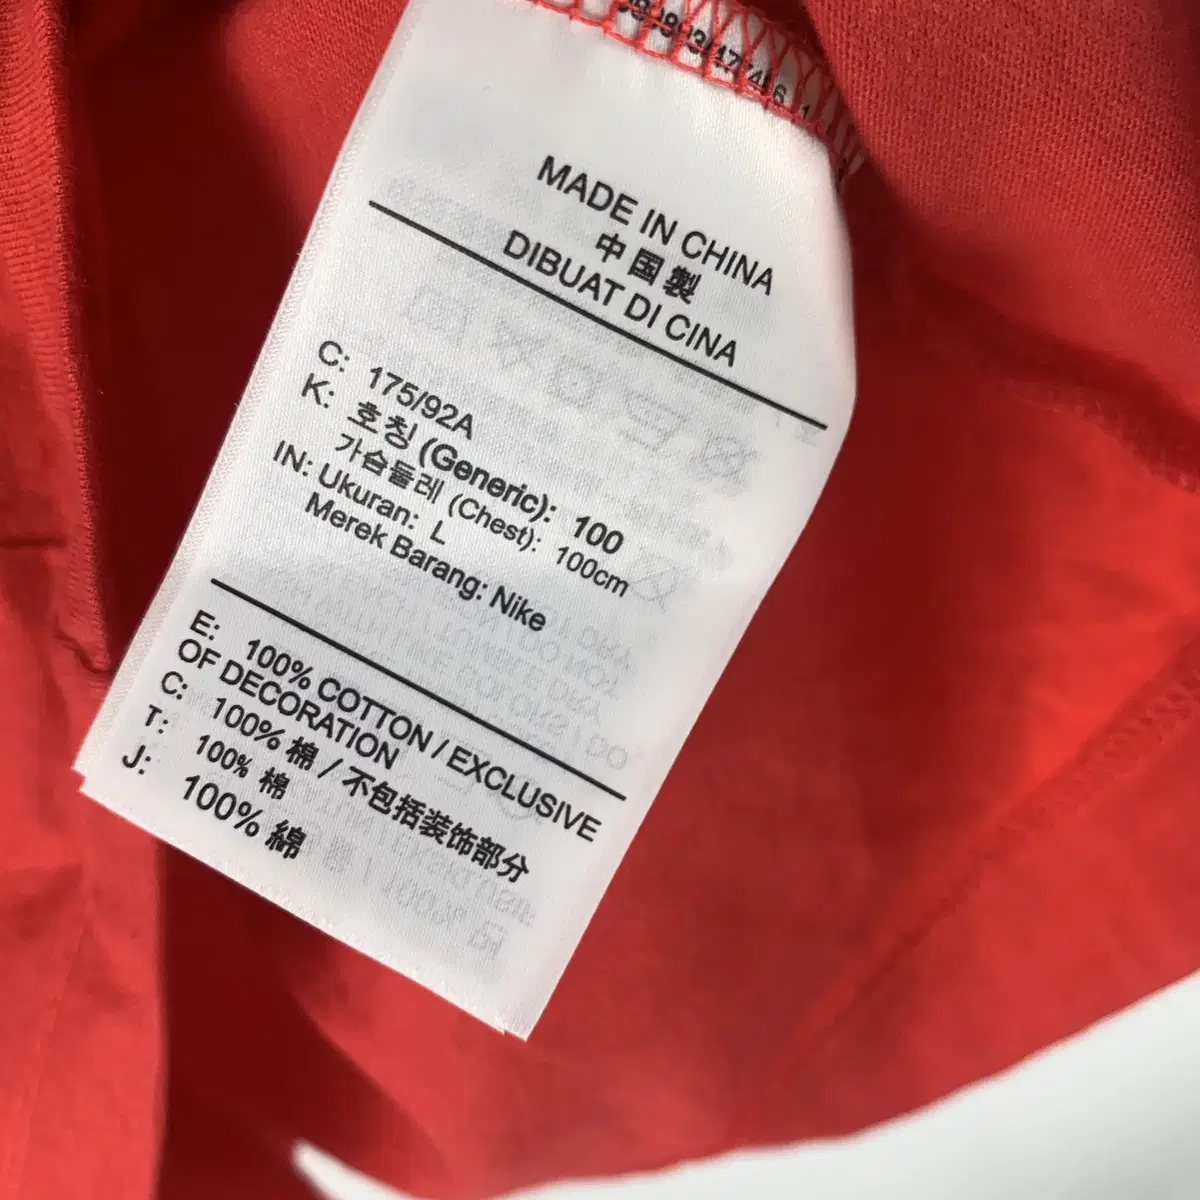 MADE IN CHINA
中国製
DIBUAT DI CINA
C: 175/92A
K: 호칭 (Generic): 100
가슴둘레 (Chest): 100cm
IN: Ukuran: L
Merek Barang: Nike
E: 100% COTTON / EXCLUSIVE
OF DECORATION
C: 100% 棉 / 不包括装饰部分
T: 100% 棉
J: 100% 綿